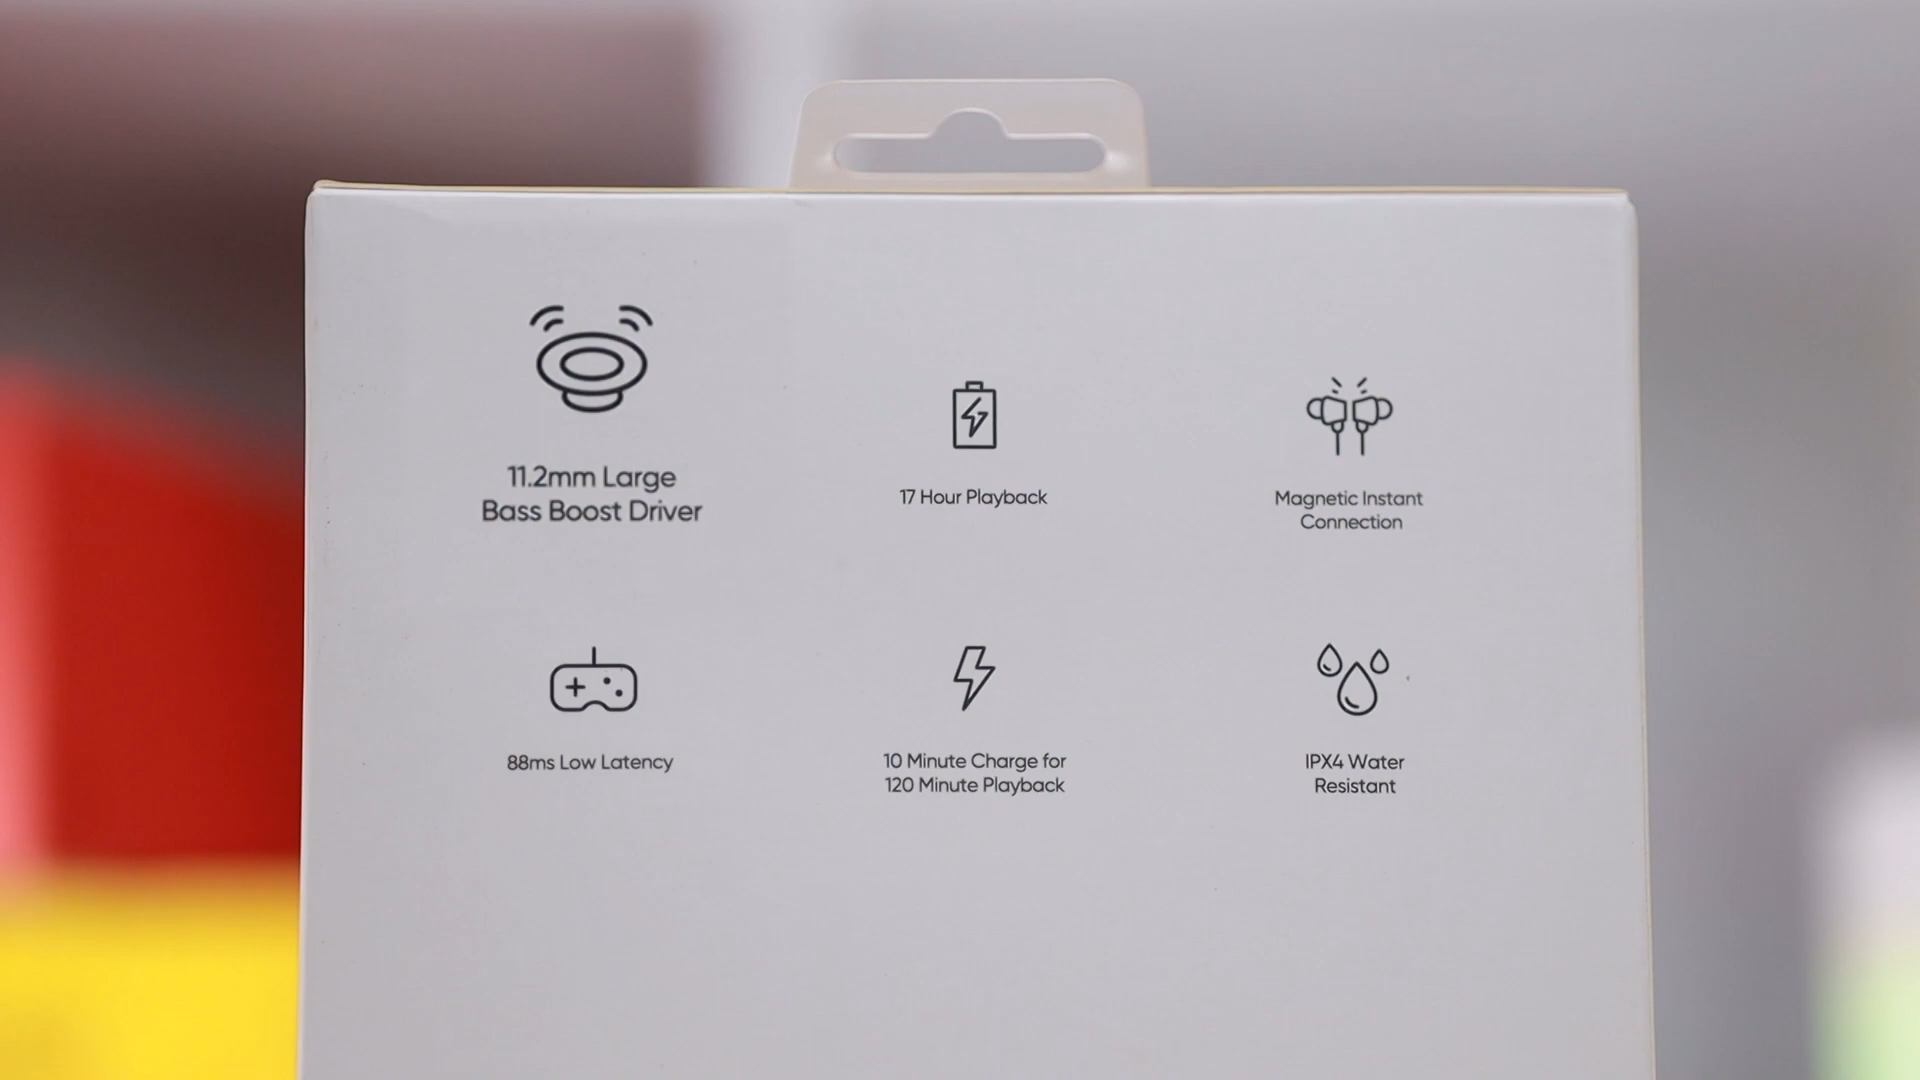 11.2mm Large
Bass Boost Driver
17 Hour Playback
Magnetic Instant
Connection
88ms Low Latency
10 Minute Charge for
120 Minute Playback
IPX4 Water
Resistant